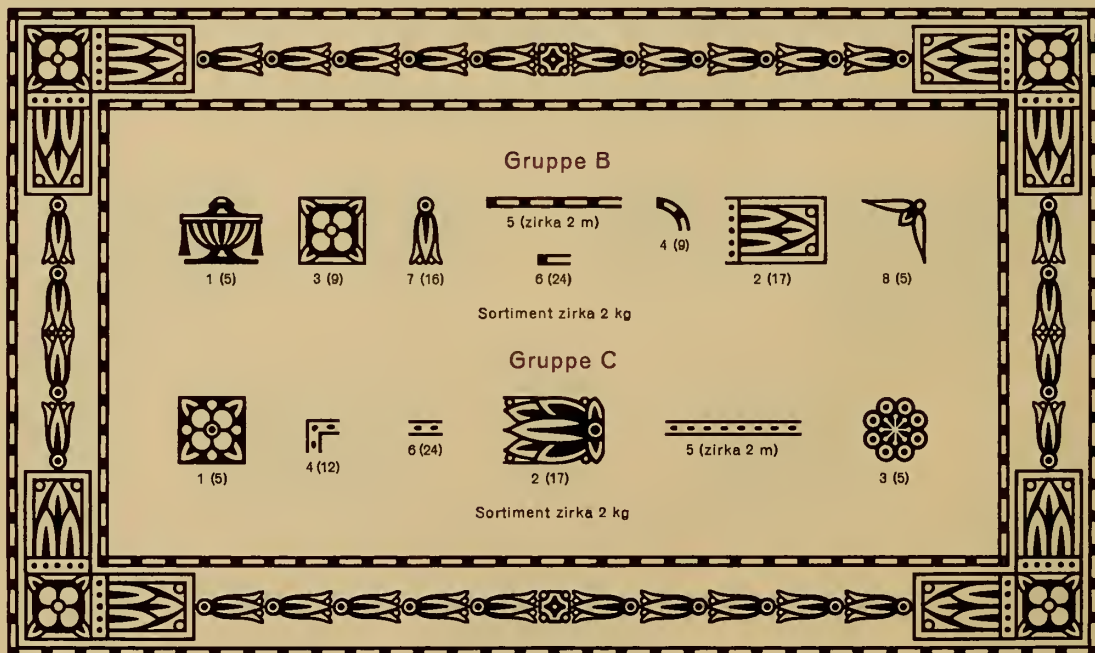 Gruppe B
1 (5) 3 (9) 7 (16) 5 (zirka 2 m) 4 (9) 2 (17) 8 (5)
6 (24)
Sortiment zirka 2 kg
Gruppe C
1 (5) 4 (12) 6 (24) 2 (17) 5 (zirka 2 m) 3 (5)
Sortiment zirka 2 kg